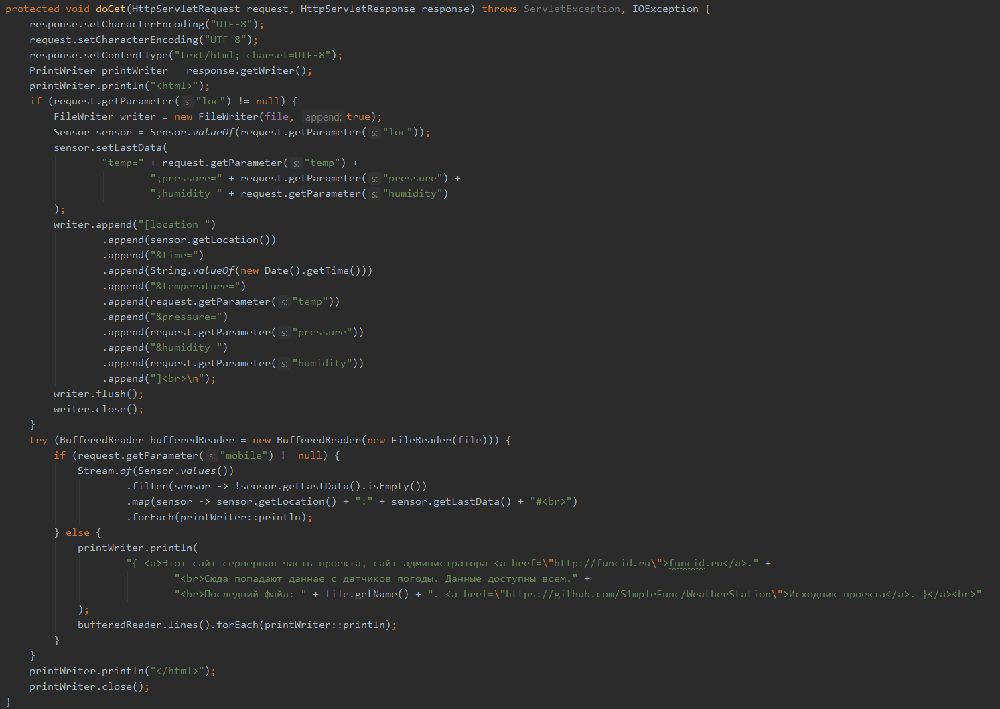 protected void doGet(HttpServletRequest request, HttpServletResponse response) throws ServletException, IOException {
    response.setCharacterEncoding("UTF-8");
    request.setCharacterEncoding("UTF-8");
    response.setContentType("text/html; charset=UTF-8");
    PrintWriter printWriter = response.getWriter();
    printWriter.println("<html>");
    if (request.getParameter( s: "loc") != null) {
        FileWriter writer = new FileWriter(file, append: true);
        Sensor sensor = Sensor.valueOf(request.getParameter( s: "loc"));
        sensor.setLastData(
                "temp=" + request.getParameter( s: "temp") +
                        ";pressure=" + request.getParameter( s: "pressure") +
                        ";humidity=" + request.getParameter( s: "humidity")
        );
        writer.append("[location=")
                .append(sensor.getLocation())
                .append("&time=")
                .append(String.valueOf(new Date().getTime()))
                .append("&temperature=")
                .append(request.getParameter( s: "temp"))
                .append("&pressure=")
                .append(request.getParameter( s: "pressure"))
                .append("&humidity=")
                .append(request.getParameter( s: "humidity"))
                .append("]<br>\n");
        writer.flush();
        writer.close();
    }
    try (BufferedReader bufferedReader = new BufferedReader(new FileReader(file))) {
        if (request.getParameter( s: "mobile") != null) {
            Stream.of(Sensor.values())
                    .filter(sensor -> !sensor.getLastData().isEmpty())
                    .map(sensor -> sensor.getLocation() + ":" + sensor.getLastData() + "#<br>")
                    .forEach(printWriter::println);
        } else {
            printWriter.println(
                    "{ <a>Этот сайт серверная часть проекта, сайт администратора <a href=\"http://funcid.ru\">funcid.ru</a>." +
                            "<br>Сюда попадают даннае с датчиков погоды. Данные доступны всем." +
                            "<br>Последний файл: " + file.getName() + ". <a href=\"https://github.com/S1mpleFunc/WeatherStation\">Исходник проекта</a>. }</a><br>"
            );
            bufferedReader.lines().forEach(printWriter::println);
        }
    }
    printWriter.println("</html>");
    printWriter.close();
}